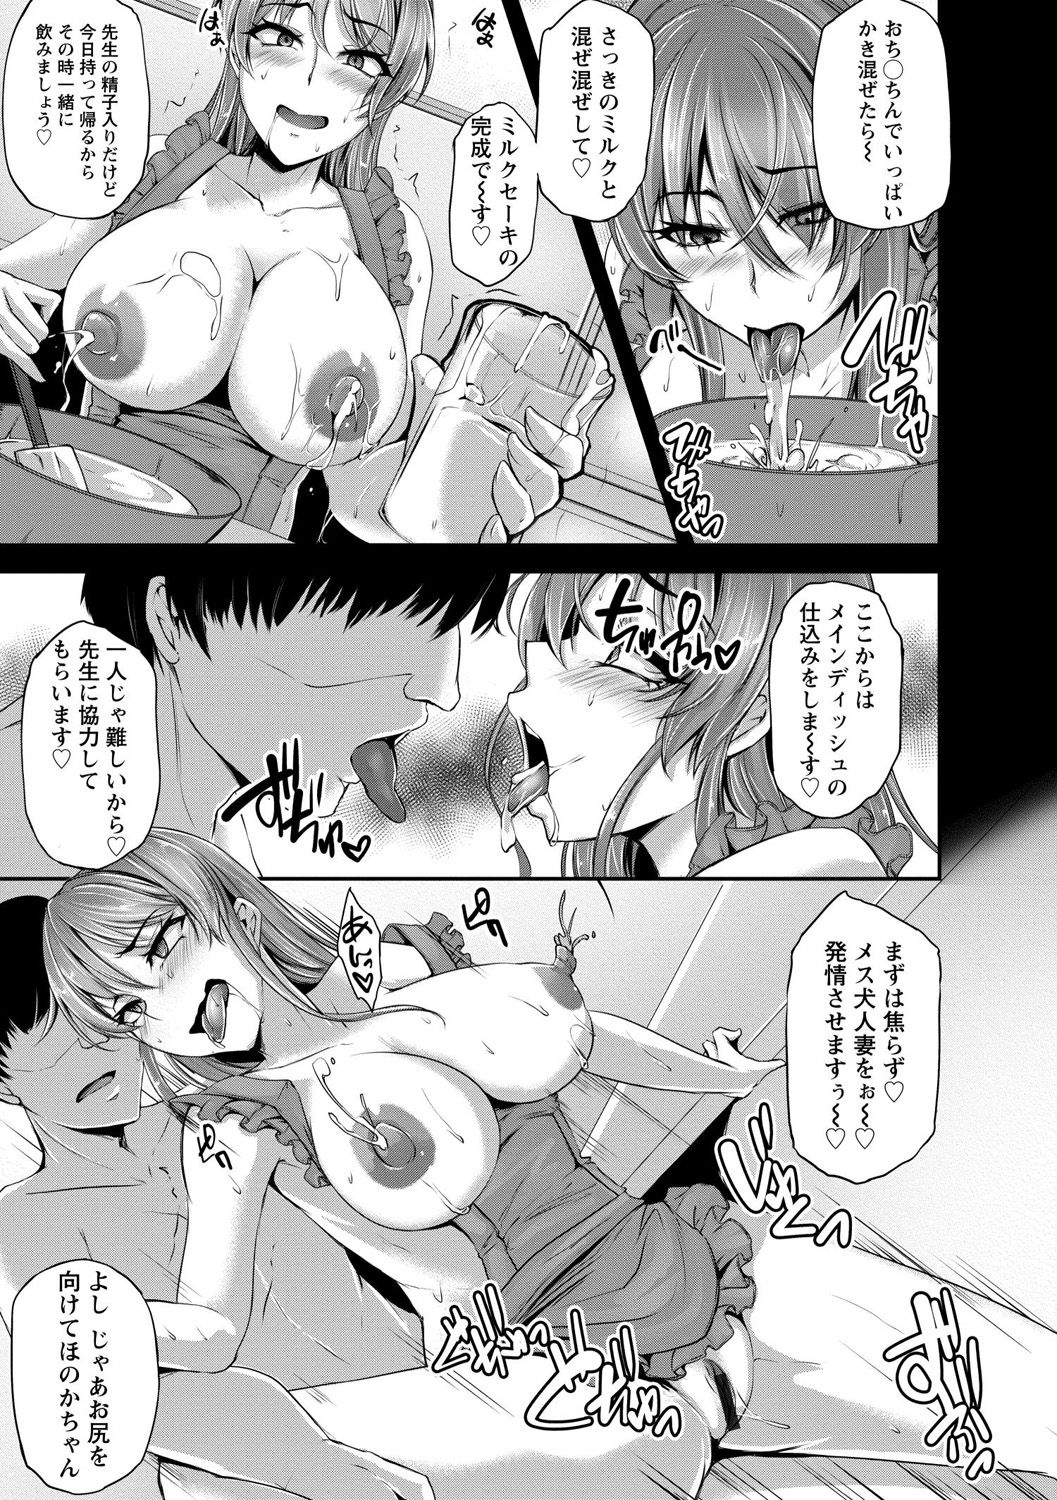 おち◯ちんでいっぱい
かき混ぜたら～
さっきのミルクと
混ぜ混ぜして♡
ミルクセーキの
完成で～す♡
先生の精子入りだけど
今日持って帰るから
その時一緒に
飲みましょう♡
ここからは
メインディッシュの
仕込みをしま～す♡
一人じゃ難しいから♡
先生に協力して
もらいます♡
まずは焦らず♡
メス犬人妻をぉ～♡
発情させますぅ～♡
よし じゃあお尻を
向けてほのかちゃん